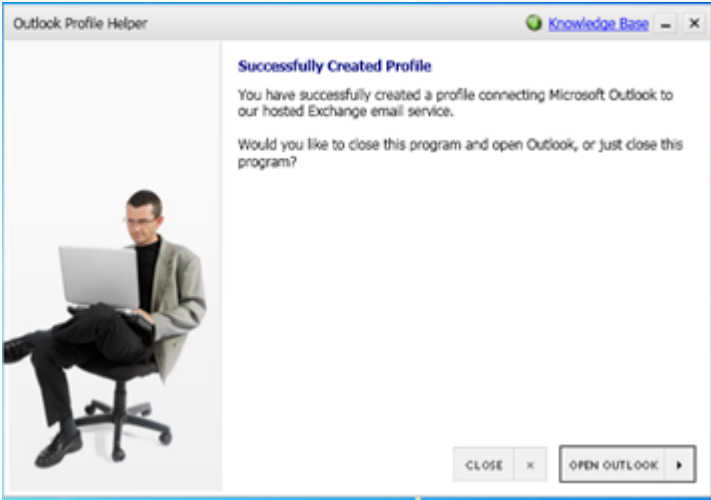 Outlook Profile Helper
Knowledge Base
Successfully Created Profile
You have successfully created a profile connecting Microsoft Outlook to
our hosted Exchange email service.
Would you like to close this program and open Outlook, or just close this
program?
CLOSE
OPEN OUTLOOK